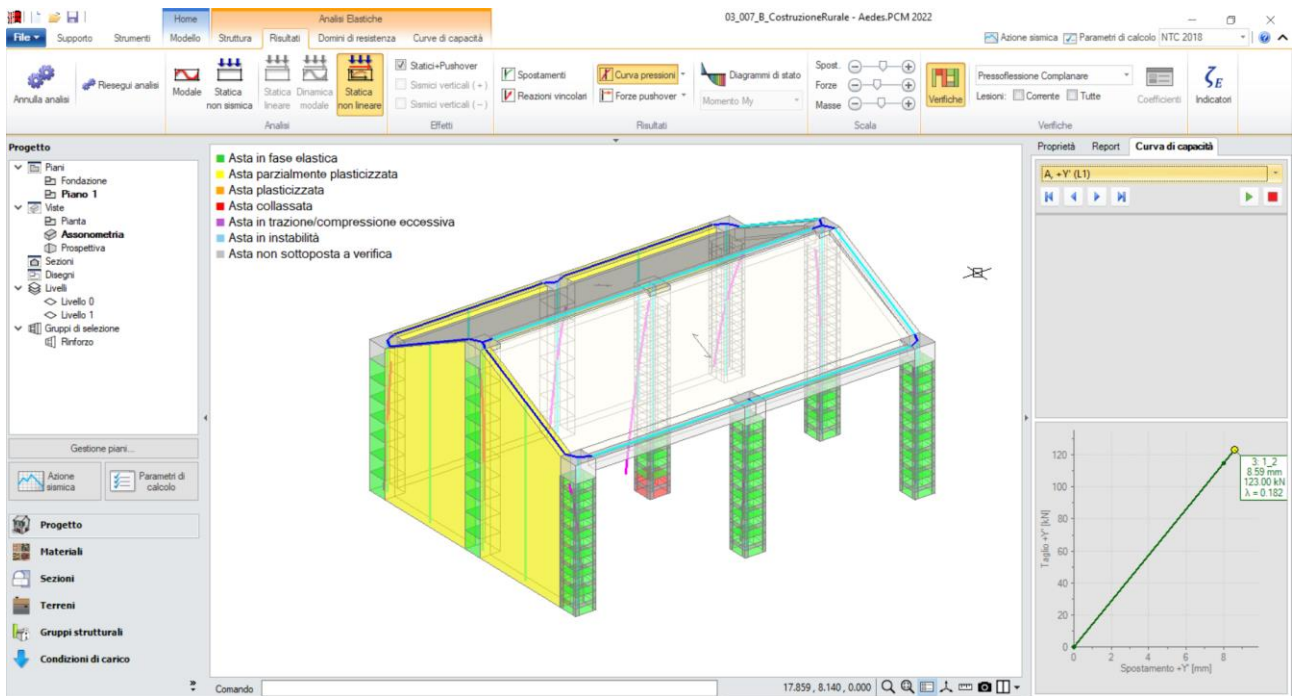 03_007_B_CostruzioneRurale - Aedes.PCM 2022
Home
Analisi Elastiche
File
Supporto
Strumenti
Modello
Struttura
Risultati
Domini di resistenza
Curve di capacità
Azione sismica
Parametri di calcolo
NTC 2018
Annulla analisi
Riesegui analisi
Modale
Statica non sismica
Statica lineare
Dinamica modale
Statica non lineare
Analisi
Statici+Pushover
Sismici verticali (+)
Sismici verticali (−)
Effetti
Spostamenti
Reazioni vincolari
Curva pressioni
Forze pushover
Diagrammi di stato
Momento My
Risultati
Spost.
Forze
Masse
Scala
Verifiche
Pressoflessione Complanare
Lesioni:
Corrente
Tutte
Coefficienti
Verifiche
ζE
Indicatori
Progetto
Piani
Fondazione
Piano 1
Viste
Pianta
Assonometria
Prospettiva
Sezioni
Disegni
Livelli
Livello 0
Livello 1
Gruppi di selezione
Rinforzo
Gestione piani...
Azione sismica
Parametri di calcolo
Progetto
Materiali
Sezioni
Terreni
Gruppi strutturali
Condizioni di carico
Asta in fase elastica
Asta parzialmente plasticizzata
Asta plasticizzata
Asta collassata
Asta in trazione/compressione eccessiva
Asta in instabilità
Asta non sottoposta a verifica
Comando
17.859 , 8.140 , 0.000
Proprietà
Report
Curva di capacità
A, +Y' (L1)
Taglio +Y' [kN]
120
100
80
60
40
20
0
3: 1_2
8.59 mm
123.00 kN
λ = 0.182
0
2
4
6
8
Spostamento +Y' [mm]